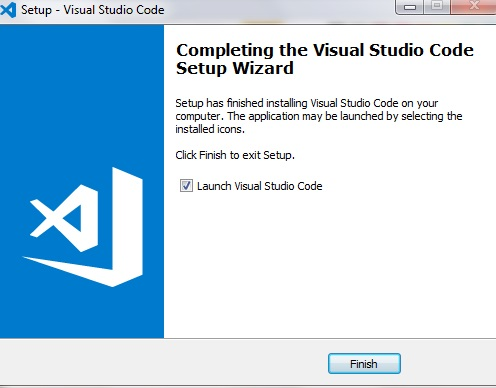 Setup - Visual Studio Code
Completing the Visual Studio Code
Setup Wizard
Setup has finished installing Visual Studio Code on your
computer. The application may be launched by selecting the
installed icons.
Click Finish to exit Setup.
Launch Visual Studio Code
Finish